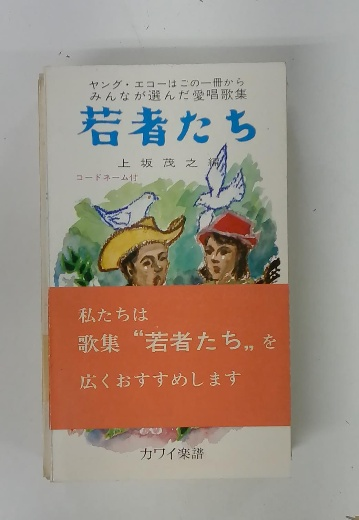 ヤング・エコーはこの一冊から
みんなが選んだ愛唱歌集
若者たち
上坂茂之編
コードネーム付
私たちは
歌集“若者たち„を
広くおすすめします
カワイ楽譜